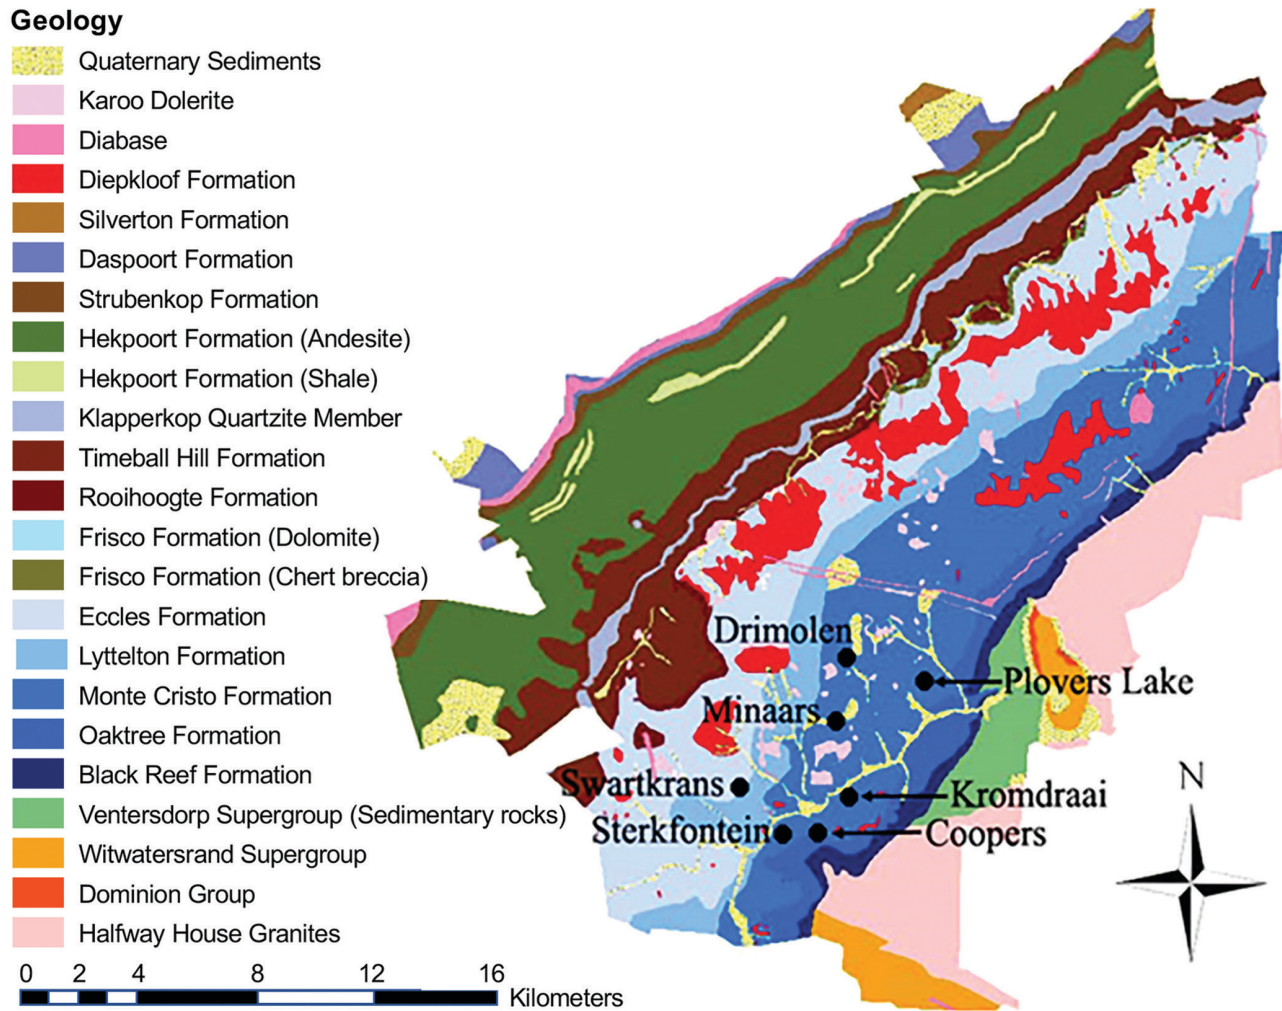 Geology
Quaternary Sediments
Karoo Dolerite
Diabase
Diepkloof Formation
Silverton Formation
Daspoort Formation
Strubenkop Formation
Hekpoort Formation (Andesite)
Hekpoort Formation (Shale)
Klapperkop Quartzite Member
Timeball Hill Formation
Rooihoogte Formation
Frisco Formation (Dolomite)
Frisco Formation (Chert breccia)
Eccles Formation
Lyttelton Formation
Monte Cristo Formation
Oaktree Formation
Black Reef Formation
Ventersdorp Supergroup (Sedimentary rocks)
Witwatersrand Supergroup
Dominion Group
Halfway House Granites
0 2 4 8 12 16
Kilometers
Drimolen
Plovers Lake
Minaars
Swartkrans
Kromdraai
Sterkfontein
Coopers
N